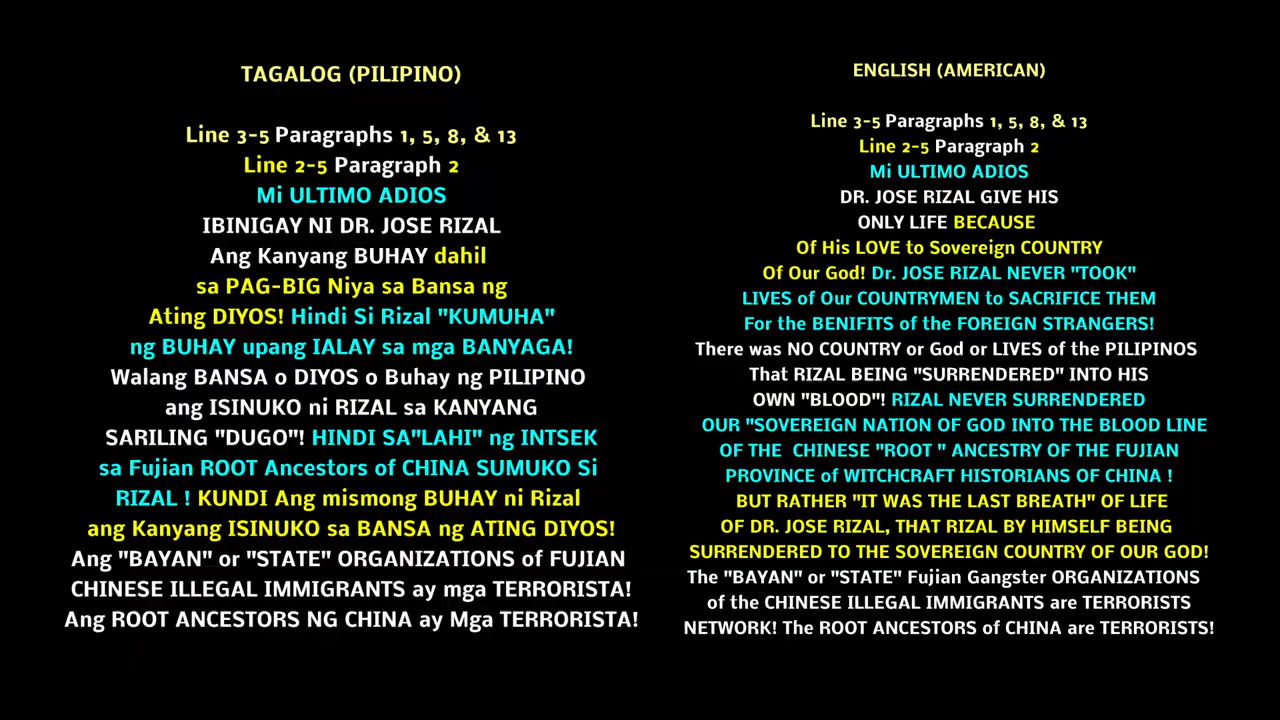 TAGALOG (PILIPINO)
Line 3-5 Paragraphs 1, 5, 8, & 13
Line 2-5 Paragraph 2
Mi ULTIMO ADIOS
IBINIGAY NI DR. JOSE RIZAL
Ang Kanyang BUHAY dahil
sa PAG-BIG Niya sa Bansa ng
Ating DIYOS! Hindi Si Rizal "KUMUHA"
ng BUHAY upang IALAY sa mga BANYAGA!
Walang BANSA o DIYOS o Buhay ng PILIPINO
ang ISINUKO ni RIZAL sa KANYANG
SARILING "DUGO"! HINDI SA"LAHI" ng INTSEK
sa Fujian ROOT Ancestors of CHINA SUMUKO Si
RIZAL ! KUNDI Ang mismong BUHAY ni Rizal
ang Kanyang ISINUKO sa BANSA ng ATING DIYOS!
Ang "BAYAN" or "STATE" ORGANIZATIONS of FUJIAN
CHINESE ILLEGAL IMMIGRANTS ay mga TERRORISTA!
Ang ROOT ANCESTORS NG CHINA ay Mga TERRORISTA!
ENGLISH (AMERICAN)
Line 3-5 Paragraphs 1, 5, 8, & 13
Line 2-5 Paragraph 2
Mi ULTIMO ADIOS
DR. JOSE RIZAL GIVE HIS
ONLY LIFE BECAUSE
Of His LOVE to Sovereign COUNTRY
Of Our God! Dr. JOSE RIZAL NEVER "TOOK"
LIVES of Our COUNTRYMEN to SACRIFICE THEM
For the BENIFITS of the FOREIGN STRANGERS!
There was NO COUNTRY or God or LIVES of the PILIPINOS
That RIZAL BEING "SURRENDERED" INTO HIS
OWN "BLOOD"! RIZAL NEVER SURRENDERED
OUR "SOVEREIGN NATION OF GOD INTO THE BLOOD LINE
OF THE CHINESE "ROOT " ANCESTRY OF THE FUJIAN
PROVINCE of WITCHCRAFT HISTORIANS OF CHINA !
BUT RATHER "IT WAS THE LAST BREATH" OF LIFE
OF DR. JOSE RIZAL, THAT RIZAL BY HIMSELF BEING
SURRENDERED TO THE SOVEREIGN COUNTRY OF OUR GOD!
The "BAYAN" or "STATE" Fujian Gangster ORGANIZATIONS
of the CHINESE ILLEGAL IMMIGRANTS are TERRORISTS
NETWORK! The ROOT ANCESTORS of CHINA are TERRORISTS!